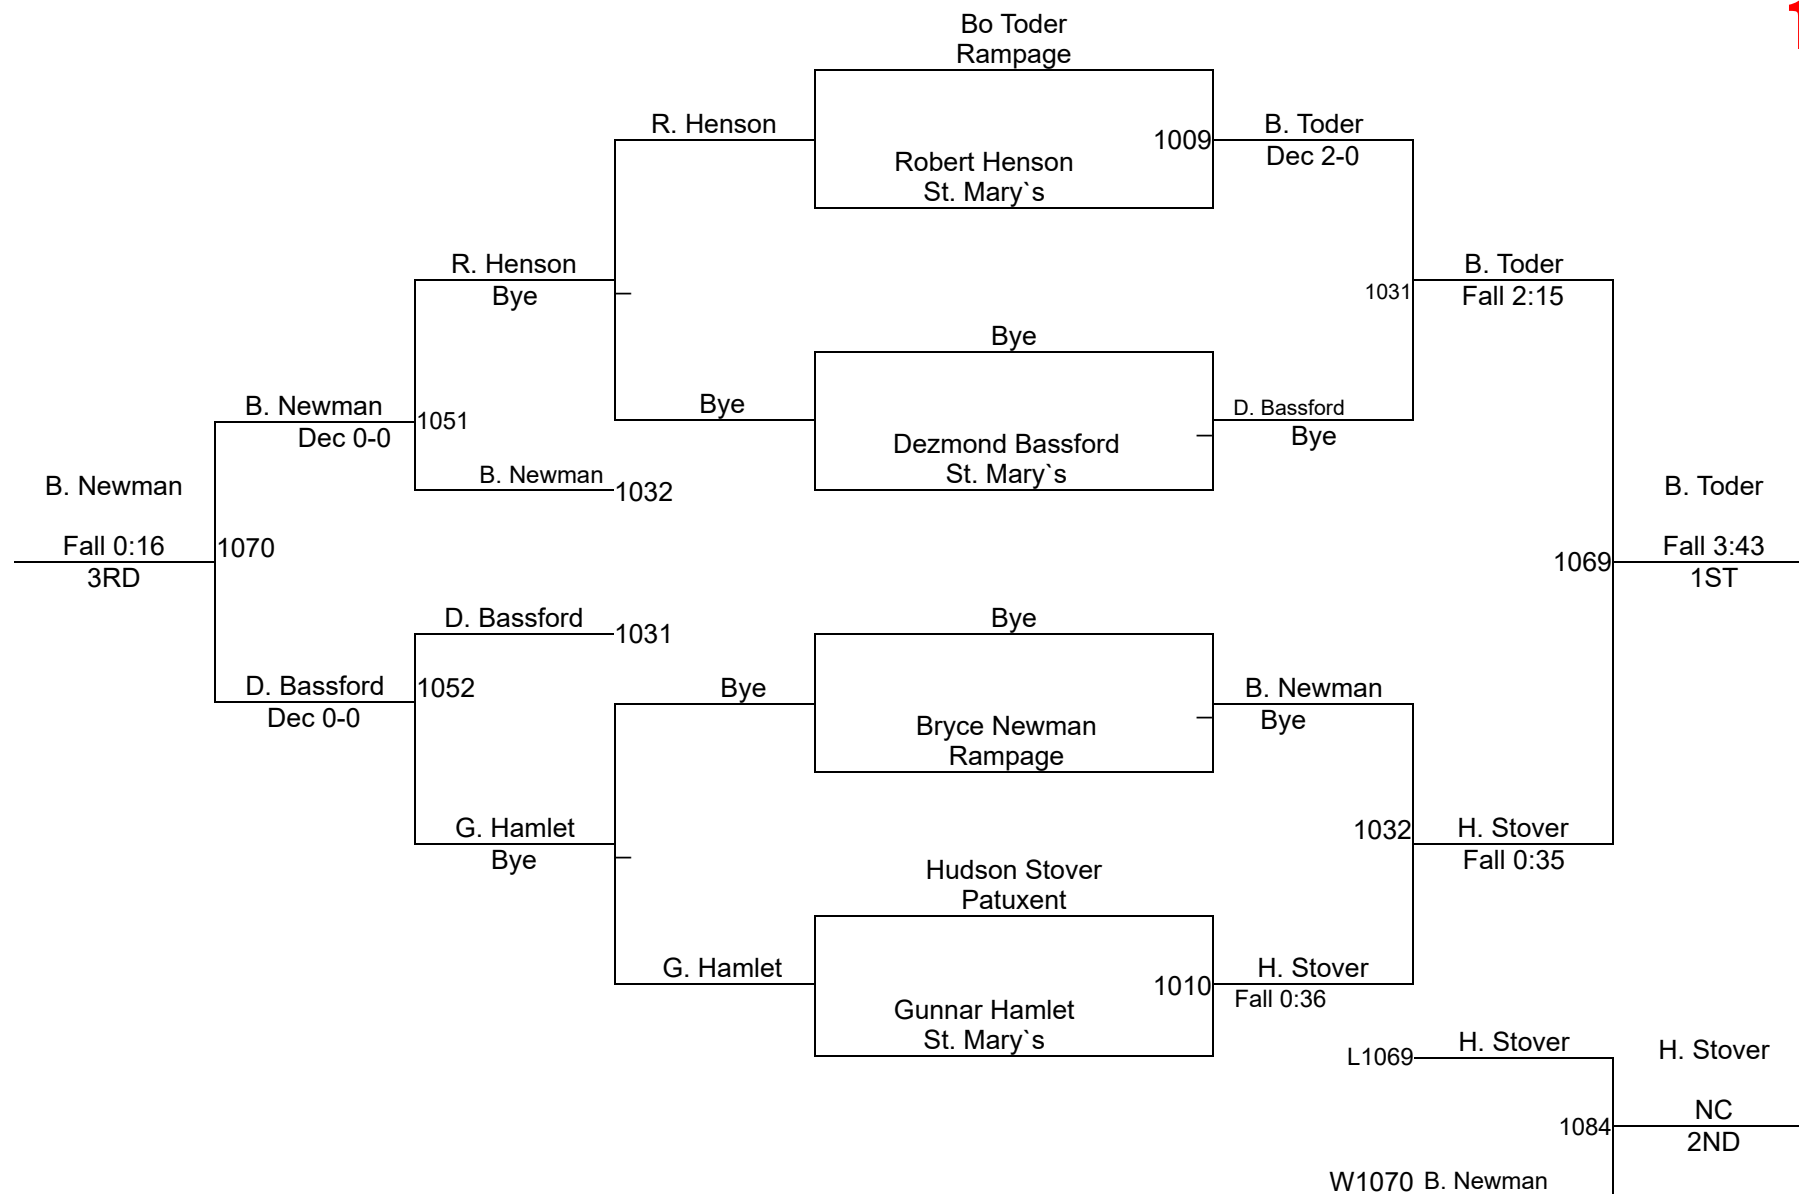 Bo Toder
Rampage
R. Henson
1009
B. Toder
Dec 2-0
Robert Henson
St. Mary`s
R. Henson
Bye
1031
B. Toder
Fall 2:15
Bye
Bye
D. Bassford
Bye
B. Newman
Dec 0-0
1051
Dezmond Bassford
St. Mary`s
B. Newman
1032
B. Newman
Fall 0:16
3RD
1070
1069
B. Toder
Fall 3:43
1ST
D. Bassford
1031
Bye
D. Bassford
Dec 0-0
1052
Bye
B. Newman
Bye
Bryce Newman
Rampage
G. Hamlet
Bye
1032
H. Stover
Fall 0:35
Hudson Stover
Patuxent
G. Hamlet
1010
H. Stover
Fall 0:36
Gunnar Hamlet
St. Mary`s
L1069
H. Stover
H. Stover
NC
2ND
1084
W1070
B. Newman